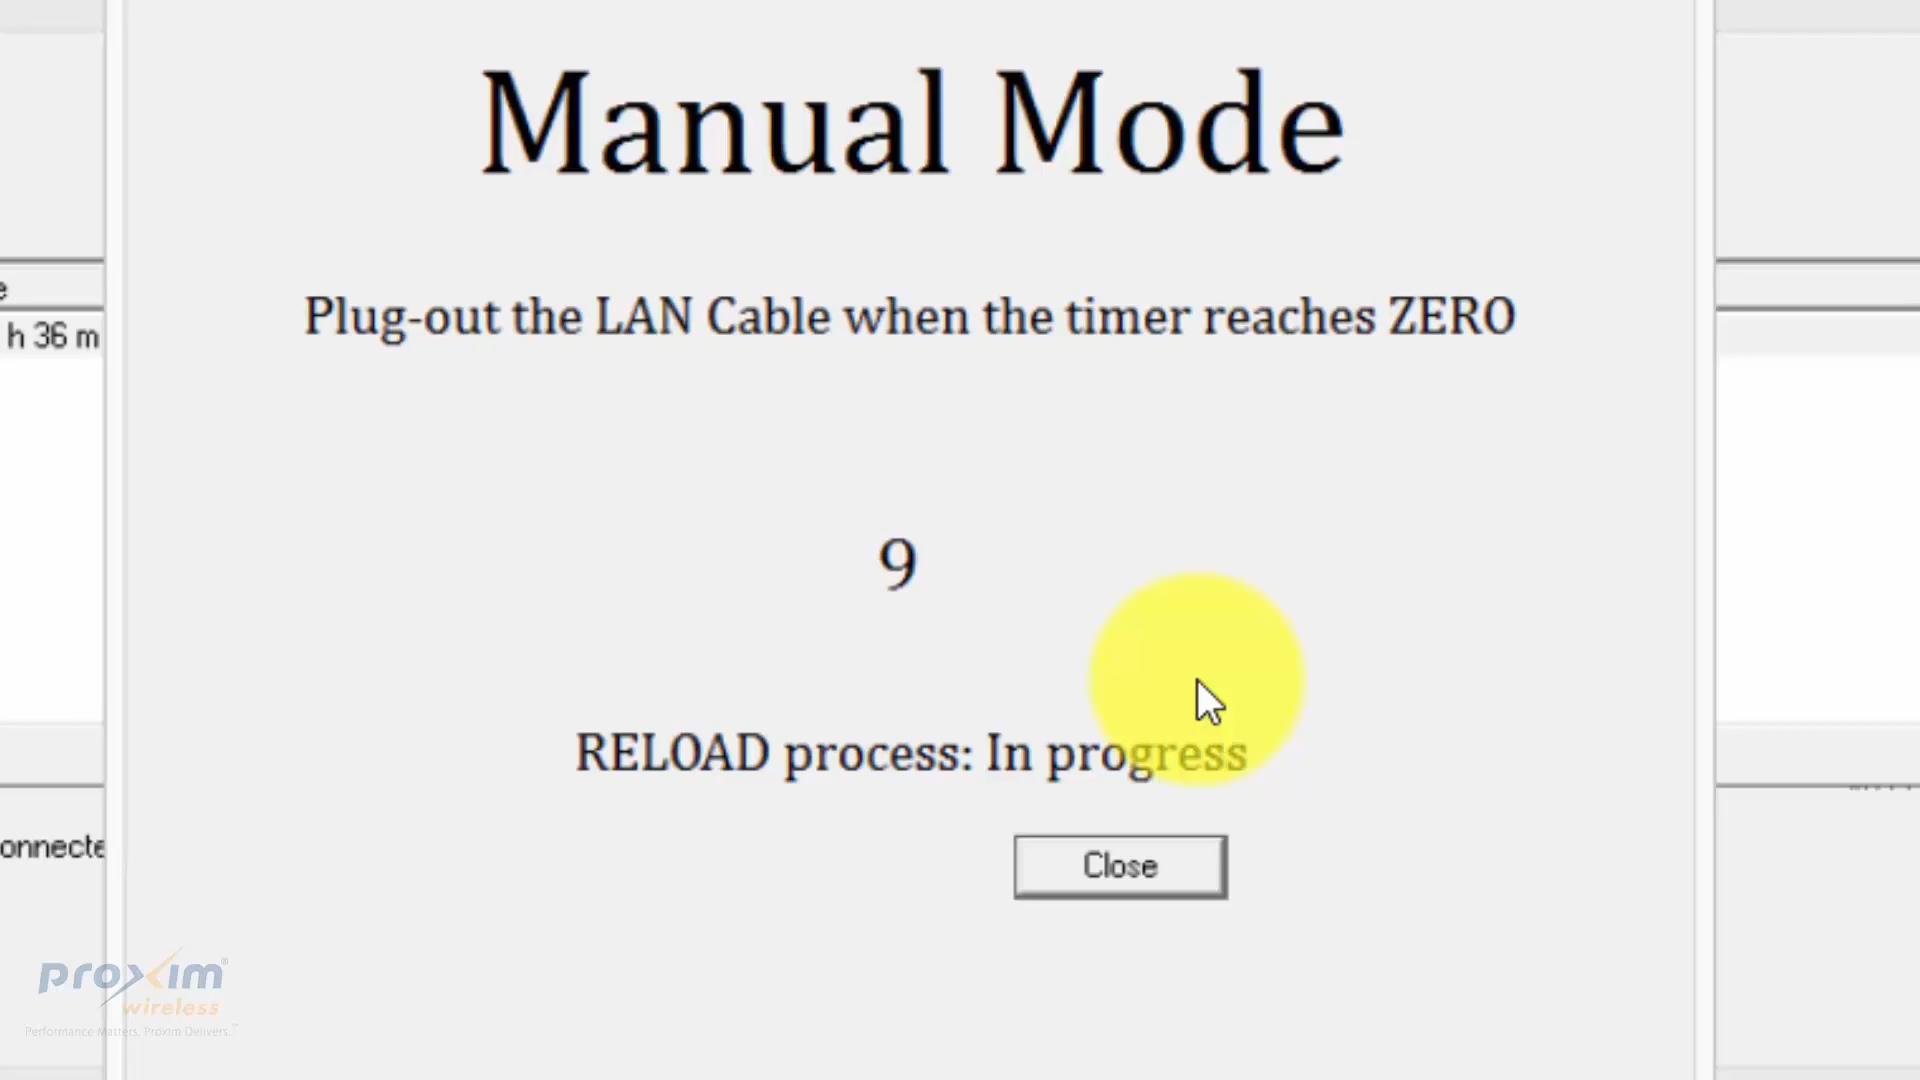 Manual Mode
e
Plug-out the LAN Cable when the timer reaches ZERO
h 36 m
9
RELOAD process: In progress
onnecte
Close
proxim®
wireless
Performance Matters. Proxim Delivers.™